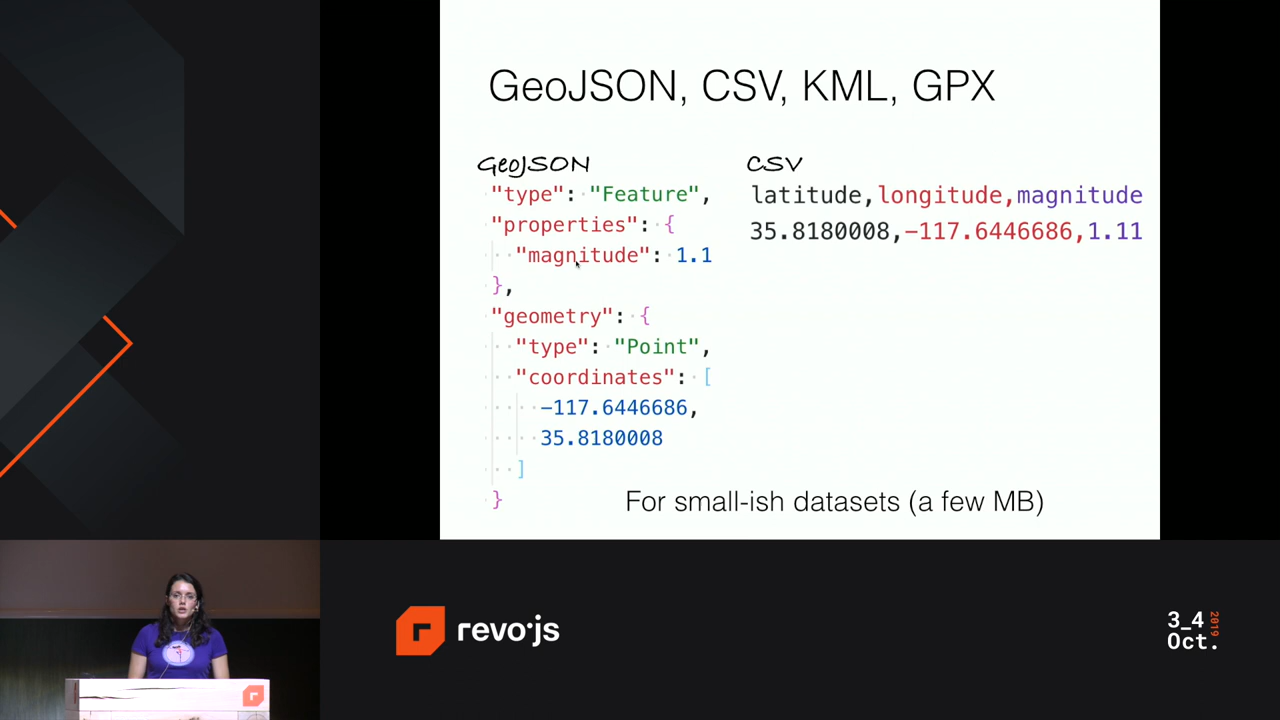 GeoJSON, CSV, KML, GPX
GeoJSON
"type": "Feature",
"properties": {
"magnitude": 1.1
},
"geometry": {
"type": "Point",
"coordinates": [
-117.6446686,
35.8180008
]
}
CSV
latitude,longitude,magnitude
35.8180008,-117.6446686,1.11
For small-ish datasets (a few MB)
r revo.js
3_4 2019
Oct.
r